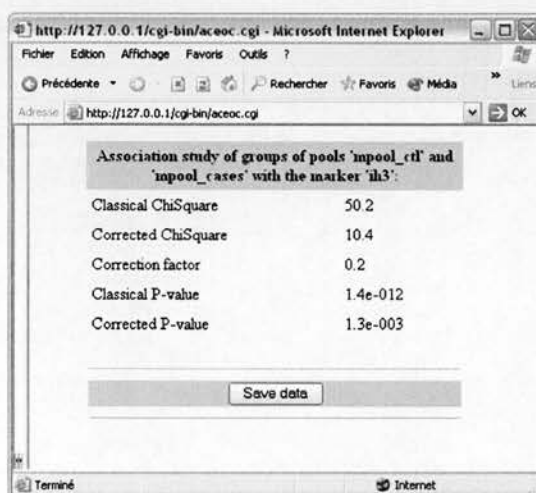 http://127.0.0.1/cgi-bin/aceoc.cgi - Microsoft Internet Explorer
Fichier Edition Affichage Favoris Outils ?
Précédente Rechercher Favoris Média » Liens
Adresse http://127.0.0.1/cgi-bin/aceoc.cgi OK
Association study of groups of pools 'mpool_ctl' and
'mpool_cases' with the marker 'ih3':
Classical ChiSquare 50.2
Corrected ChiSquare 10.4
Correction factor 0.2
Classical P-value 1.4e-012
Corrected P-value 1.3e-003
Save data
Terminé Internet